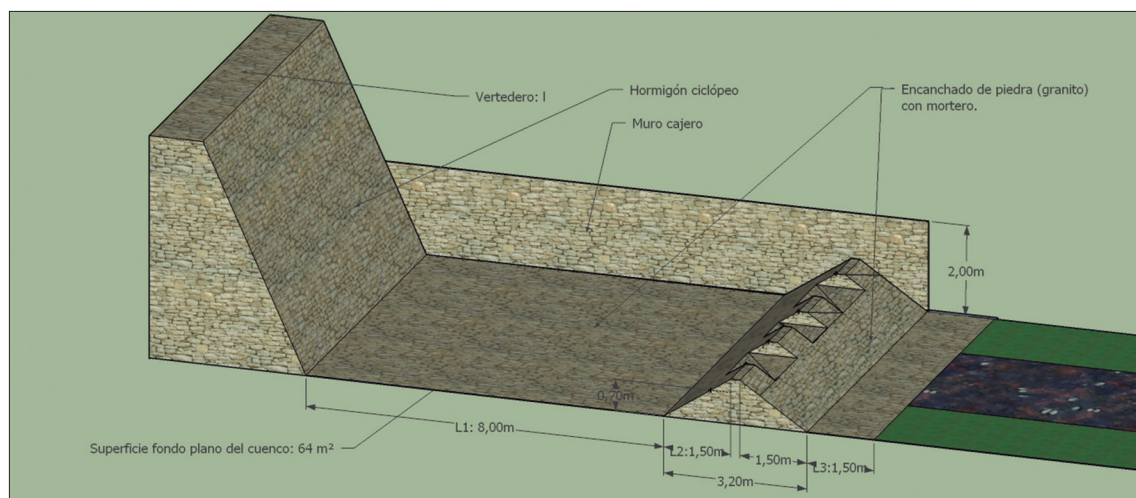 Vertedero: l
Hormigón ciclópeo
Muro cajero
Encanchado de piedra (granito)
con mortero.
2,00m
0,70m
L1: 8,00m
Superficie fondo plano del cuenco: 64 m²
L2:1,50m
1,50m
L3:1,50m
3,20m